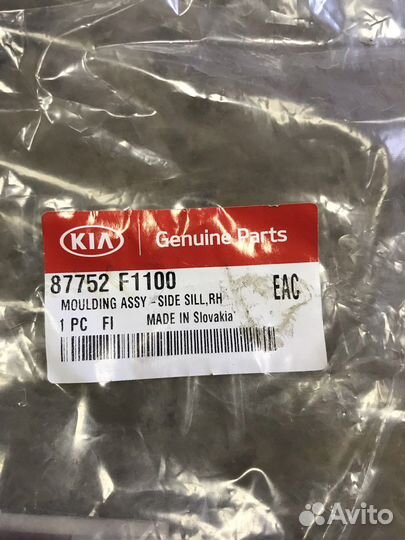 KIA Genuine Parts
87752 F1100
MOULDING ASSY-SIDE SILL,RH
EAC
1 PC FI MADE IN Slovakia
Avito